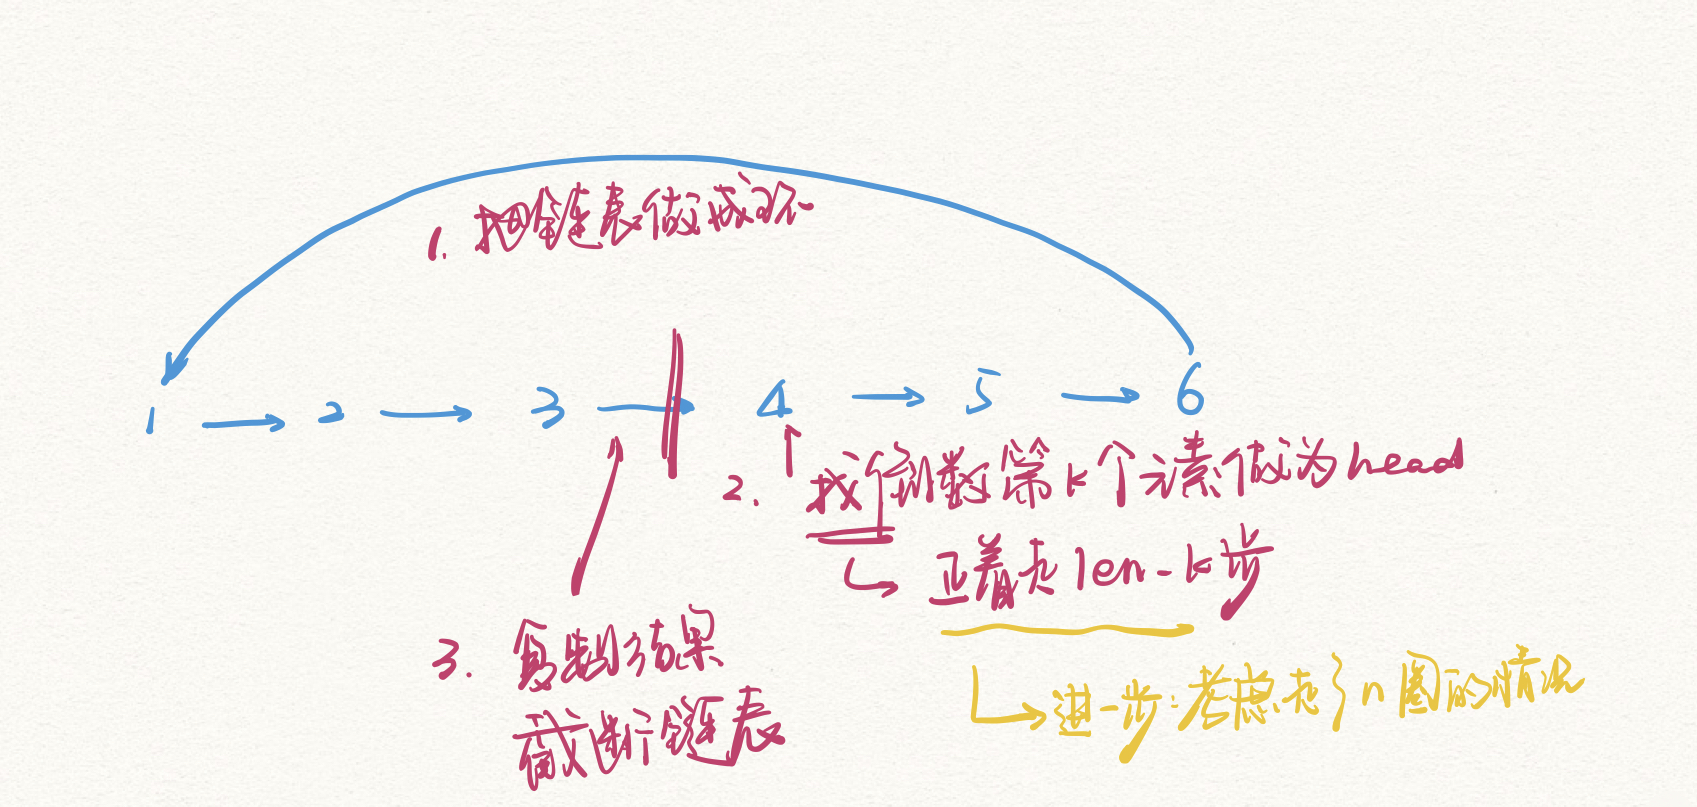 1. 把链表做成环
1 → 2 → 3 → 4 → 5 → 6
2. 找到倒数第k个元素做为head
正着走len-k步
3. 复制结果
截断链表
进一步:考虑走了n圈的情况